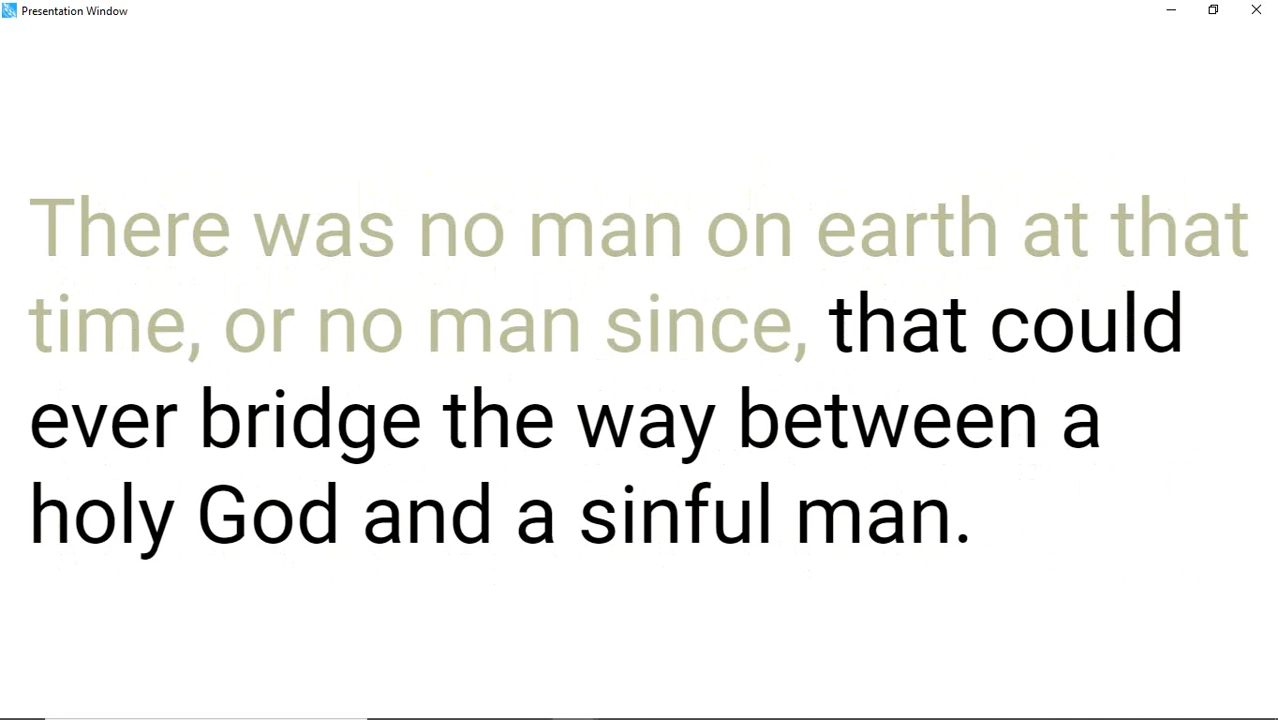 Presentation Window
There was no man on earth at that
time, or no man since, that could
ever bridge the way between a
holy God and a sinful man.